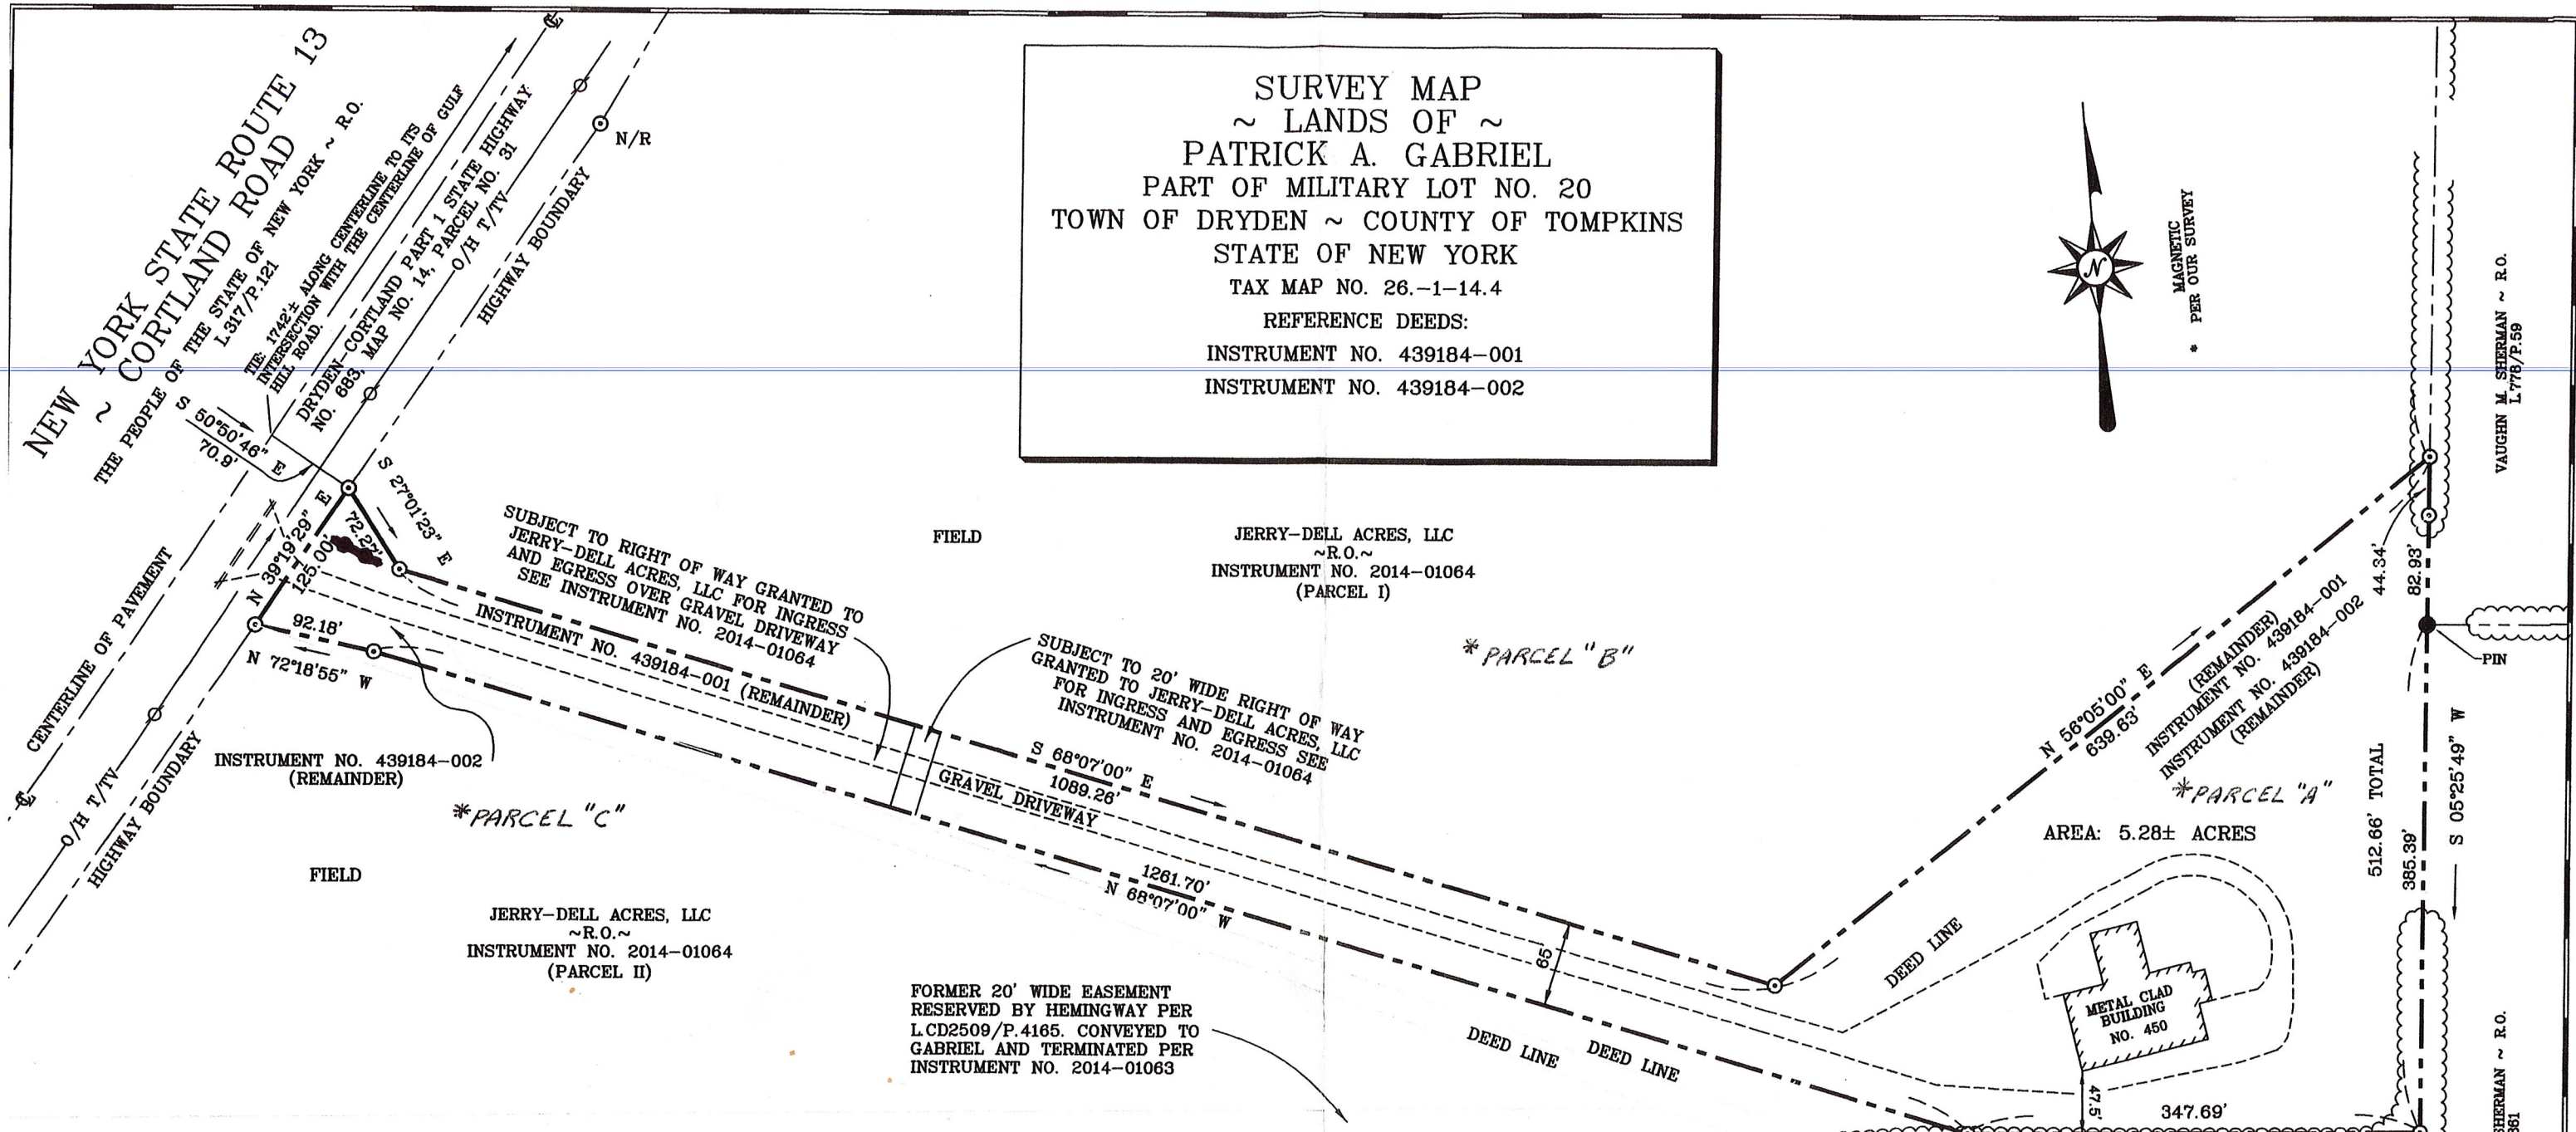 SURVEY MAP
~ LANDS OF ~
PATRICK A. GABRIEL
PART OF MILITARY LOT NO. 20
TOWN OF DRYDEN ~ COUNTY OF TOMPKINS
STATE OF NEW YORK
TAX MAP NO. 26.-1-14.4
REFERENCE DEEDS:
INSTRUMENT NO. 439184-001
INSTRUMENT NO. 439184-002
NEW YORK STATE ROUTE 13
~ CORTLAND ROAD
THE PEOPLE OF THE STATE OF NEW YORK ~ R.O.
L.317/P.121
TIE: 1742'± ALONG CENTERLINE TO ITS
INTERSECTION WITH THE CENTERLINE OF GULF
HILL ROAD.
DRYDEN-CORTLAND PART 1 STATE HIGHWAY
NO. 683, MAP NO. 14, PARCEL NO. 31
O/H T/TV
HIGHWAY BOUNDARY
N/R
℄
S 50°50'46" E
70.9'
S 27°01'23" E
72.27'
N 39°19'29" E
125.00'
92.18'
N 72°18'55" W
CENTERLINE OF PAVEMENT
℄
O/H T/TV
HIGHWAY BOUNDARY
INSTRUMENT NO. 439184-002
(REMAINDER)
*PARCEL "C"
FIELD
JERRY-DELL ACRES, LLC
~R.O.~
INSTRUMENT NO. 2014-01064
(PARCEL II)
SUBJECT TO RIGHT OF WAY GRANTED TO
JERRY-DELL ACRES, LLC FOR INGRESS
AND EGRESS OVER GRAVEL DRIVEWAY
SEE INSTRUMENT NO. 2014-01064
INSTRUMENT NO. 439184-001 (REMAINDER)
FIELD
JERRY-DELL ACRES, LLC
~R.O.~
INSTRUMENT NO. 2014-01064
(PARCEL I)
*PARCEL "B"
SUBJECT TO 20' WIDE RIGHT OF WAY
GRANTED TO JERRY-DELL ACRES, LLC
FOR INGRESS AND EGRESS SEE
INSTRUMENT NO. 2014-01064
S 68°07'00" E
1089.26'
GRAVEL DRIVEWAY
1261.70'
N 68°07'00" W
65
FORMER 20' WIDE EASEMENT
RESERVED BY HEMINGWAY PER
L.CD2509/P.4165. CONVEYED TO
GABRIEL AND TERMINATED PER
INSTRUMENT NO. 2014-01063
DEED LINE
DEED LINE
DEED LINE
N
MAGNETIC
* PER OUR SURVEY
VAUGHN M. SHERMAN ~ R.O.
L.778/P.59
44.34'
82.93'
PIN
N 56°05'00" E
639.63'
(REMAINDER)
INSTRUMENT NO. 439184-001
INSTRUMENT NO. 439184-002
(REMAINDER)
*PARCEL "A"
AREA: 5.28± ACRES
512.66' TOTAL
385.39'
S 05°25'49" W
METAL CLAD
BUILDING
NO. 450
47.5'
347.69'
SHERMAN ~ R.O.